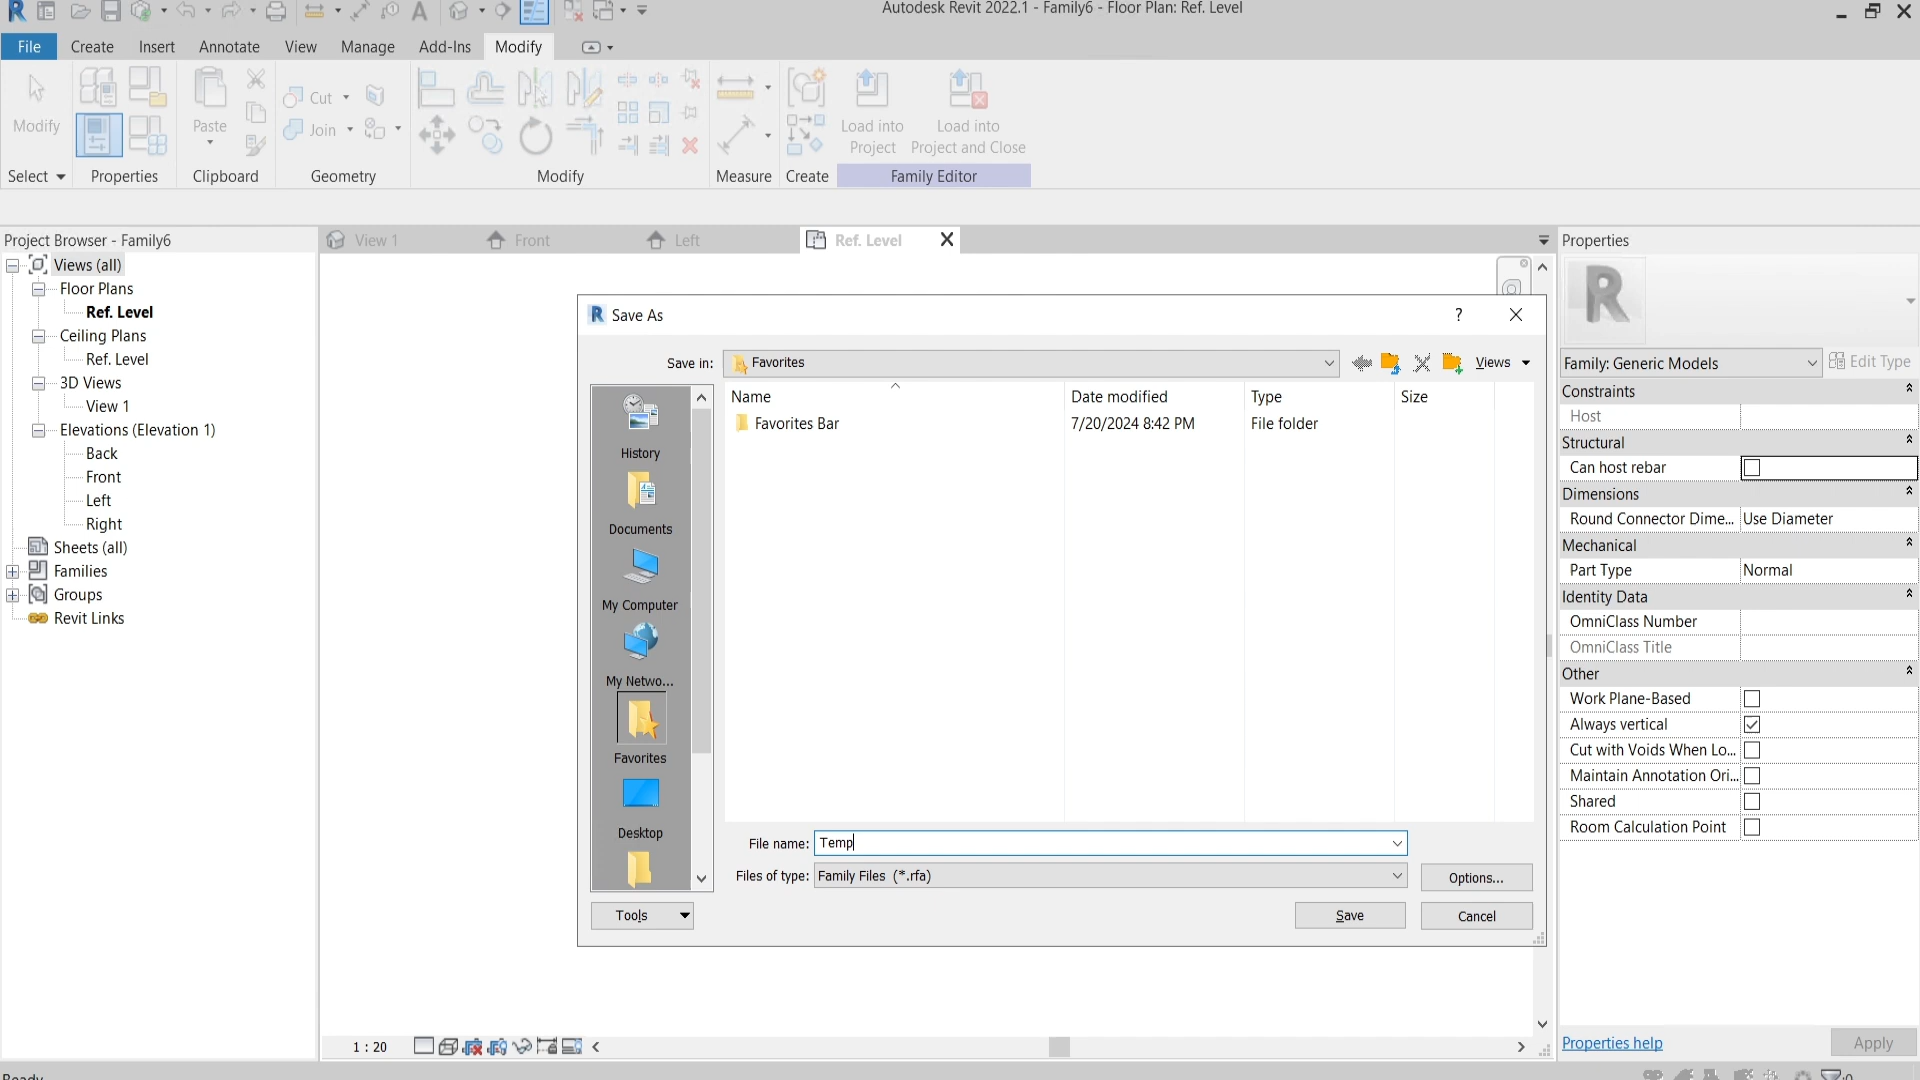 Autodesk Revit 2022.1 - Family6 - Floor Plan: Ref. Level
File Create Insert Annotate View Manage Add-Ins Modify
Modify
Paste
Cut
Join
Load into
Project
Load into
Project and Close
Select Properties Clipboard Geometry Modify Measure Create Family Editor
Project Browser - Family6
View 1 Front Left Ref. Level
Properties
Views (all)
Floor Plans
Ref. Level
Ceiling Plans
Ref. Level
3D Views
View 1
Elevations (Elevation 1)
Back
Front
Left
Right
Sheets (all)
Families
Groups
Revit Links
R Save As
?
Save in: Favorites Views
Name Date modified Type Size
Favorites Bar 7/20/2024 8:42 PM File folder
History
Documents
My Computer
My Netwo...
Favorites
Desktop
File name: Temp
Files of type: Family Files (*.rfa)
Options...
Tools Save Cancel
1 : 20
R
Family: Generic Models Edit Type
Constraints
Host
Structural
Can host rebar
Dimensions
Round Connector Dime... Use Diameter
Mechanical
Part Type Normal
Identity Data
OmniClass Number
OmniClass Title
Other
Work Plane-Based
Always vertical
Cut with Voids When Lo...
Maintain Annotation Ori...
Shared
Room Calculation Point
Properties help Apply
Ready :0